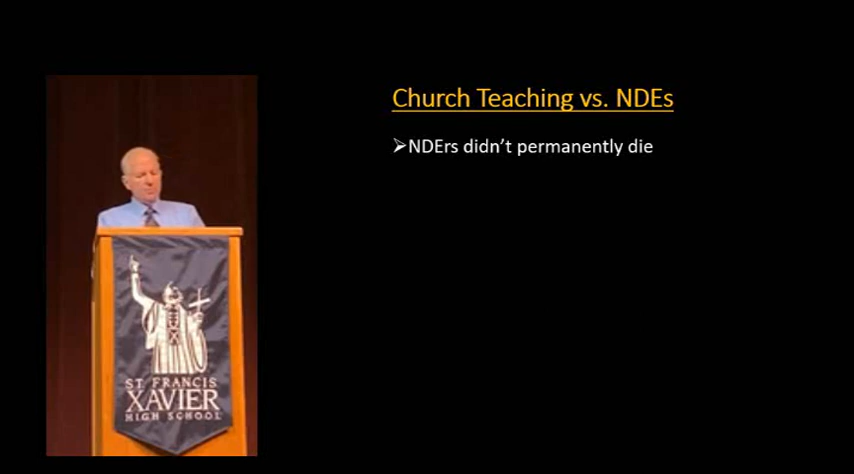 Church Teaching vs. NDEs
➢NDErs didn't permanently die
ST. FRANCIS
XAVIER
HIGH SCHOOL